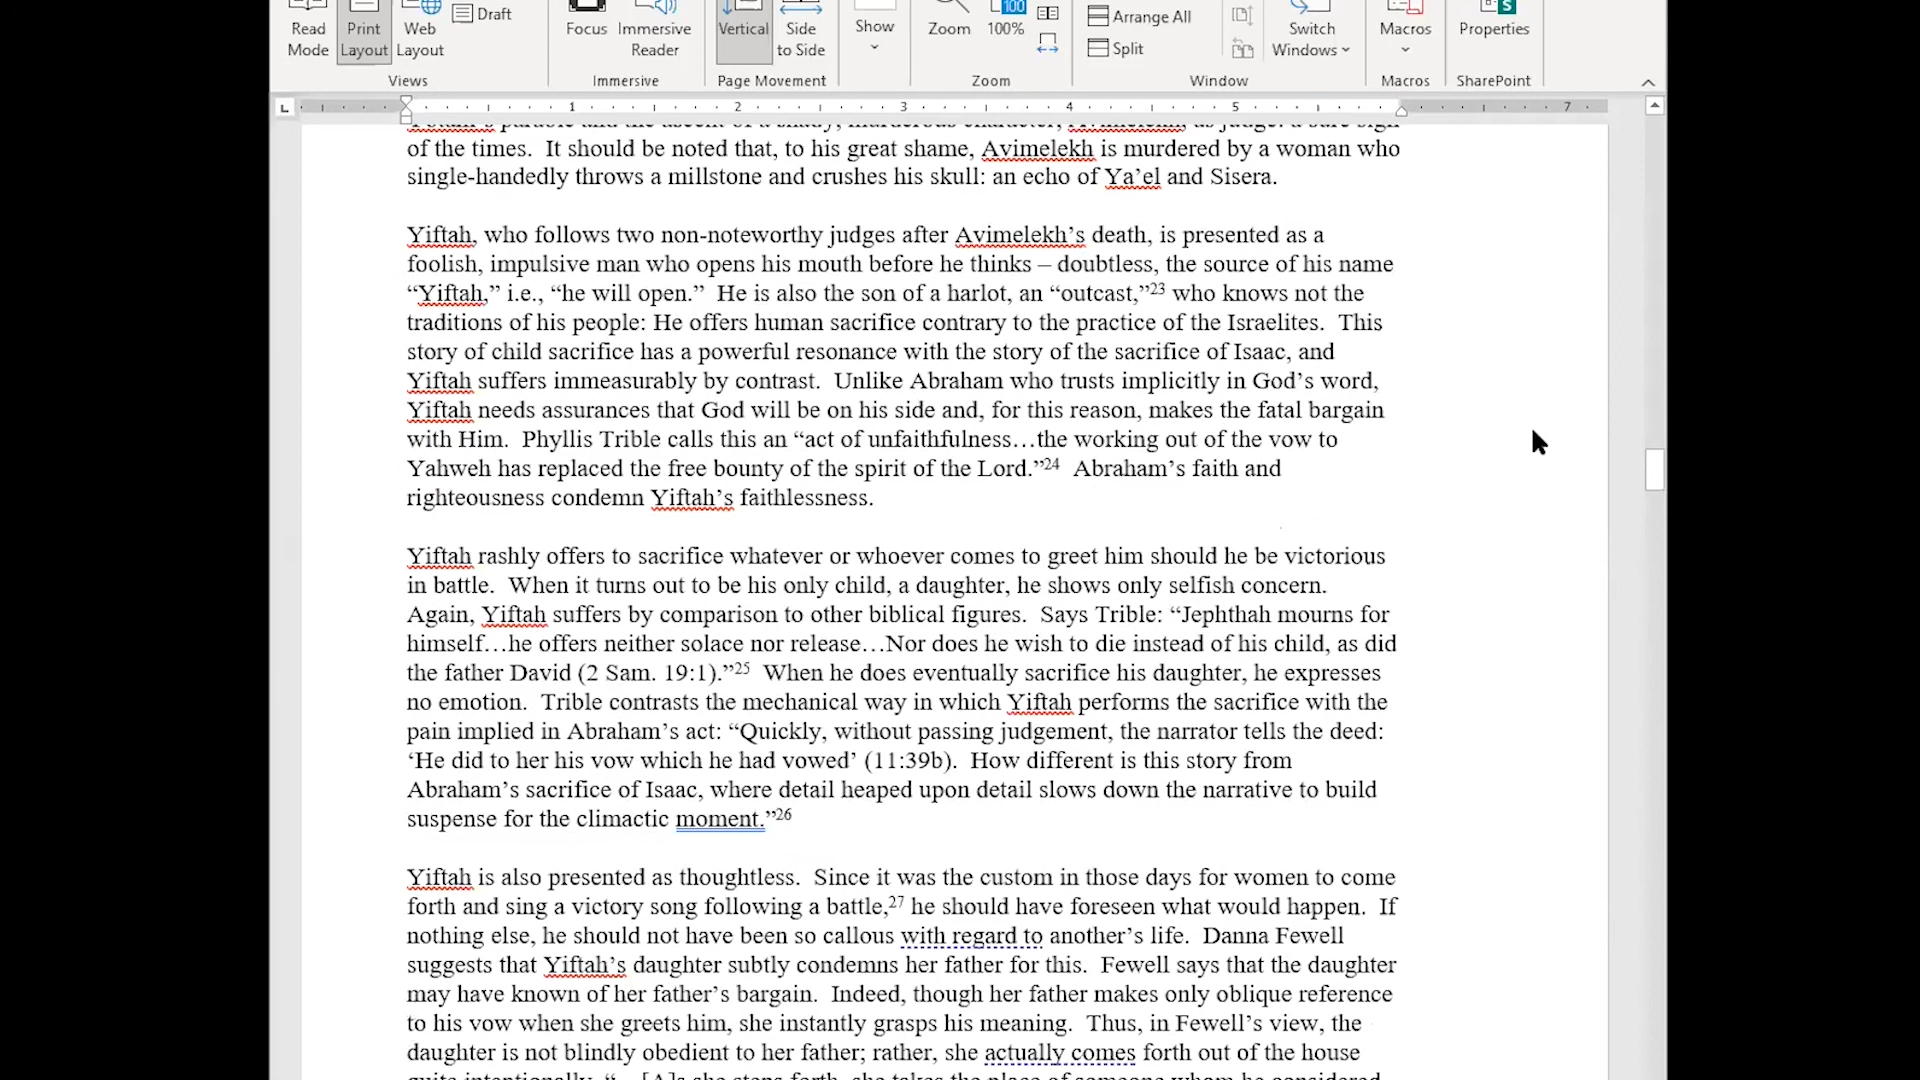 Read Mode
Print Layout
Web Layout
Draft
Views
Focus
Immersive Reader
Immersive
Vertical
Side to Side
Page Movement
Show
Zoom
100
100%
Zoom
Arrange All
Split
Switch Windows
Window
Macros
Macros
S
Properties
SharePoint
1 2 3 4 5 7
of the times.  It should be noted that, to his great shame, Avimelekh is murdered by a woman who
single-handedly throws a millstone and crushes his skull: an echo of Ya’el and Sisera.
Yiftah, who follows two non-noteworthy judges after Avimelekh’s death, is presented as a
foolish, impulsive man who opens his mouth before he thinks – doubtless, the source of his name
“Yiftah,” i.e., “he will open.”  He is also the son of a harlot, an “outcast,”23 who knows not the
traditions of his people: He offers human sacrifice contrary to the practice of the Israelites.  This
story of child sacrifice has a powerful resonance with the story of the sacrifice of Isaac, and
Yiftah suffers immeasurably by contrast.  Unlike Abraham who trusts implicitly in God’s word,
Yiftah needs assurances that God will be on his side and, for this reason, makes the fatal bargain
with Him.  Phyllis Trible calls this an “act of unfaithfulness…the working out of the vow to
Yahweh has replaced the free bounty of the spirit of the Lord.”24  Abraham’s faith and
righteousness condemn Yiftah’s faithlessness.
Yiftah rashly offers to sacrifice whatever or whoever comes to greet him should he be victorious
in battle.  When it turns out to be his only child, a daughter, he shows only selfish concern.
Again, Yiftah suffers by comparison to other biblical figures.  Says Trible: “Jephthah mourns for
himself…he offers neither solace nor release…Nor does he wish to die instead of his child, as did
the father David (2 Sam. 19:1).”25  When he does eventually sacrifice his daughter, he expresses
no emotion.  Trible contrasts the mechanical way in which Yiftah performs the sacrifice with the
pain implied in Abraham’s act: “Quickly, without passing judgement, the narrator tells the deed:
‘He did to her his vow which he had vowed’ (11:39b).  How different is this story from
Abraham’s sacrifice of Isaac, where detail heaped upon detail slows down the narrative to build
suspense for the climactic moment.”26
Yiftah is also presented as thoughtless.  Since it was the custom in those days for women to come
forth and sing a victory song following a battle,27 he should have foreseen what would happen.  If
nothing else, he should not have been so callous with regard to another’s life.  Danna Fewell
suggests that Yiftah’s daughter subtly condemns her father for this.  Fewell says that the daughter
may have known of her father’s bargain.  Indeed, though her father makes only oblique reference
to his vow when she greets him, she instantly grasps his meaning.  Thus, in Fewell’s view, the
daughter is not blindly obedient to her father; rather, she actually comes forth out of the house